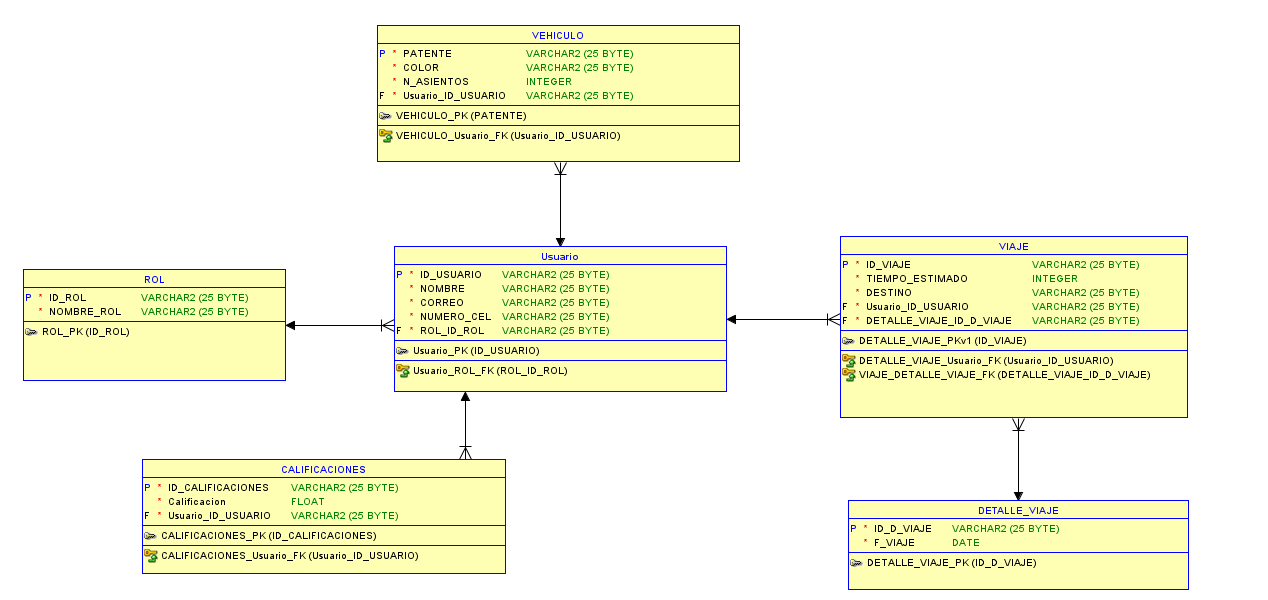 VEHICULO
P * PATENTE VARCHAR2 (25 BYTE)
* COLOR VARCHAR2 (25 BYTE)
* N_ASIENTOS INTEGER
F * Usuario_ID_USUARIO VARCHAR2 (25 BYTE)
VEHICULO_PK (PATENTE)
VEHICULO_Usuario_FK (Usuario_ID_USUARIO)
ROL
P * ID_ROL VARCHAR2 (25 BYTE)
* NOMBRE_ROL VARCHAR2 (25 BYTE)
ROL_PK (ID_ROL)
Usuario
P * ID_USUARIO VARCHAR2 (25 BYTE)
* NOMBRE VARCHAR2 (25 BYTE)
* CORREO VARCHAR2 (25 BYTE)
* NUMERO_CEL VARCHAR2 (25 BYTE)
F * ROL_ID_ROL VARCHAR2 (25 BYTE)
Usuario_PK (ID_USUARIO)
Usuario_ROL_FK (ROL_ID_ROL)
VIAJE
P * ID_VIAJE VARCHAR2 (25 BYTE)
* TIEMPO_ESTIMADO INTEGER
* DESTINO VARCHAR2 (25 BYTE)
F * Usuario_ID_USUARIO VARCHAR2 (25 BYTE)
F * DETALLE_VIAJE_ID_D_VIAJE VARCHAR2 (25 BYTE)
DETALLE_VIAJE_PKv1 (ID_VIAJE)
DETALLE_VIAJE_Usuario_FK (Usuario_ID_USUARIO)
VIAJE_DETALLE_VIAJE_FK (DETALLE_VIAJE_ID_D_VIAJE)
CALIFICACIONES
P * ID_CALIFICACIONES VARCHAR2 (25 BYTE)
* Calificacion FLOAT
F * Usuario_ID_USUARIO VARCHAR2 (25 BYTE)
CALIFICACIONES_PK (ID_CALIFICACIONES)
CALIFICACIONES_Usuario_FK (Usuario_ID_USUARIO)
DETALLE_VIAJE
P * ID_D_VIAJE VARCHAR2 (25 BYTE)
* F_VIAJE DATE
DETALLE_VIAJE_PK (ID_D_VIAJE)